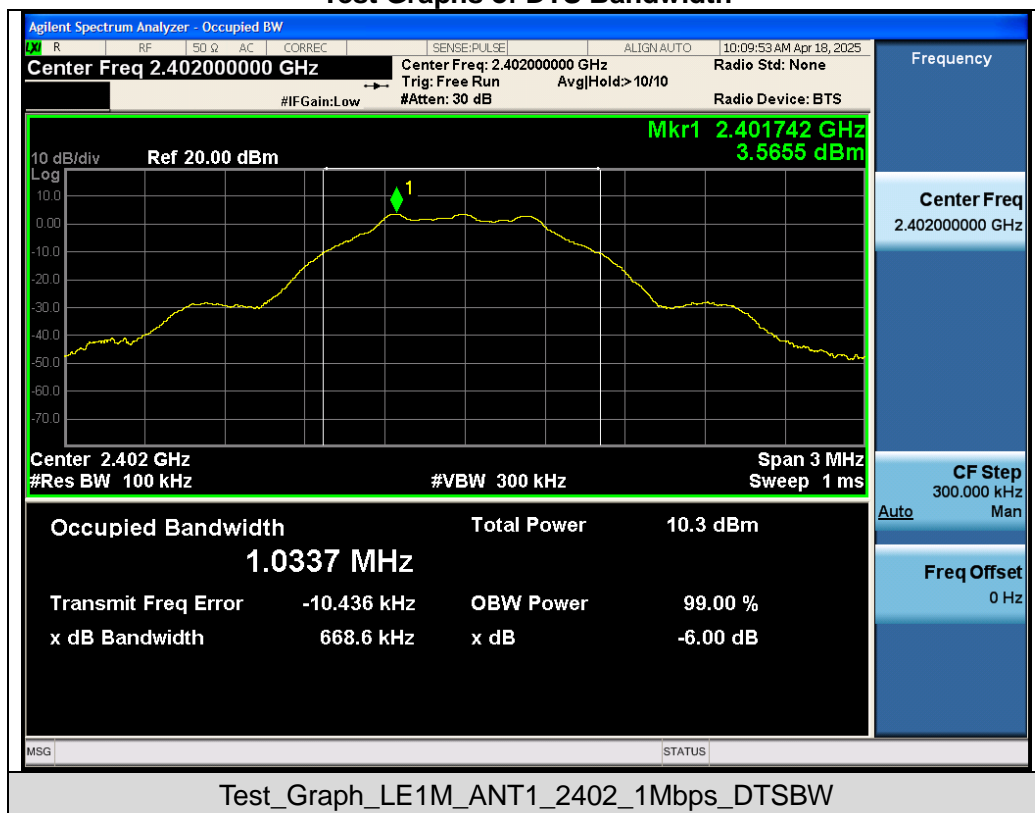 Test Graphs of DTS Bandwidth
Agilent Spectrum Analyzer - Occupied BW
LXI R RF 50 Ω AC CORREC SENSE:PULSE ALIGN AUTO 10:09:53 AM Apr 18, 2025
Center Freq 2.402000000 GHz
Center Freq: 2.402000000 GHz
Radio Std: None
Trig: Free Run Avg|Hold:> 10/10
#IFGain:Low #Atten: 30 dB Radio Device: BTS
Mkr1 2.401742 GHz
3.5655 dBm
10 dB/div Ref 20.00 dBm
Log
10.0
0.00
-10.0
-20.0
-30.0
-40.0
-50.0
-60.0
-70.0
1
Center 2.402 GHz Span 3 MHz
#Res BW 100 kHz #VBW 300 kHz Sweep 1 ms
Occupied Bandwidth Total Power 10.3 dBm
1.0337 MHz
Transmit Freq Error -10.436 kHz OBW Power 99.00 %
x dB Bandwidth 668.6 kHz x dB -6.00 dB
Frequency
Center Freq
2.402000000 GHz
CF Step
300.000 kHz
Auto Man
Freq Offset
0 Hz
MSG STATUS
Test_Graph_LE1M_ANT1_2402_1Mbps_DTSBW